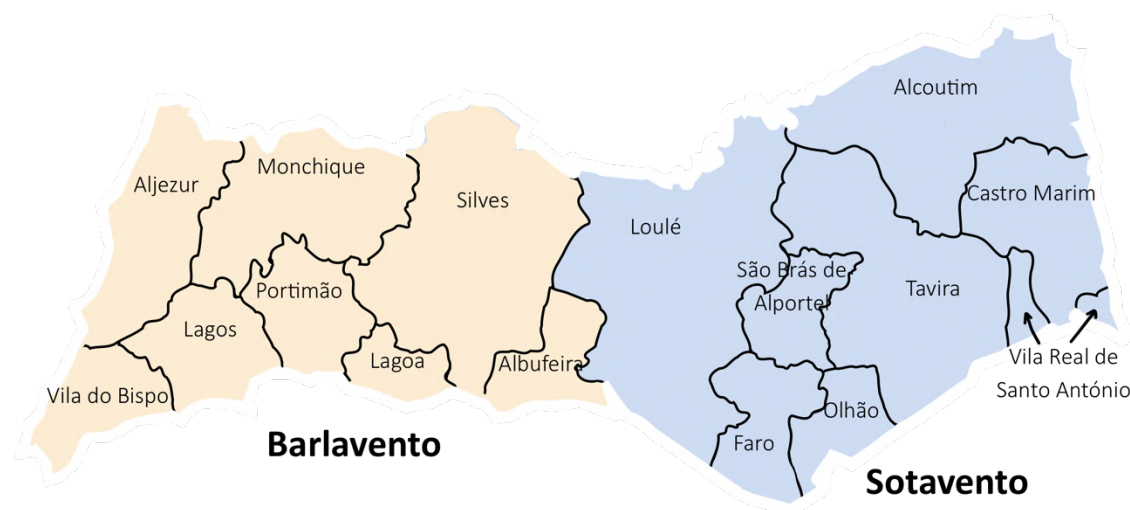 Alcoutim
Monchique
Aljezur
Silves
Castro Marim
Loulé
São Brás de
Alportel
Portimão
Tavira
Lagos
Lagoa
Albufeira
Vila Real de
Santo António
Vila do Bispo
Olhão
Faro
Barlavento
Sotavento